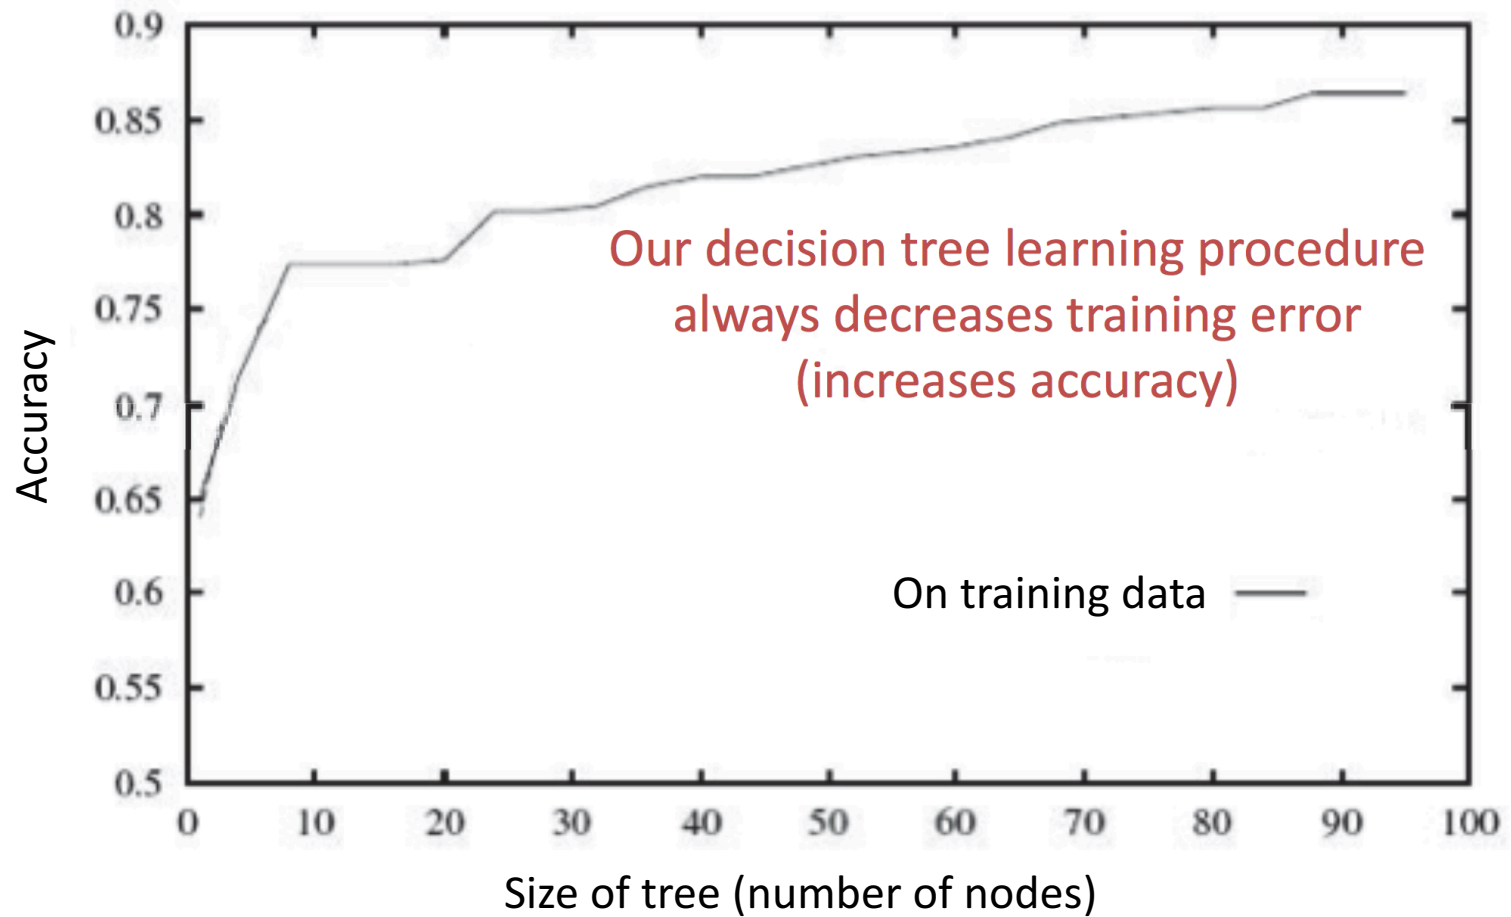 0.9
0.85
0.8
0.75
0.7
0.65
0.6
0.55
0.5
Accuracy
Our decision tree learning procedure
always decreases training error
(increases accuracy)
On training data
0 10 20 30 40 50 60 70 80 90 100
Size of tree (number of nodes)